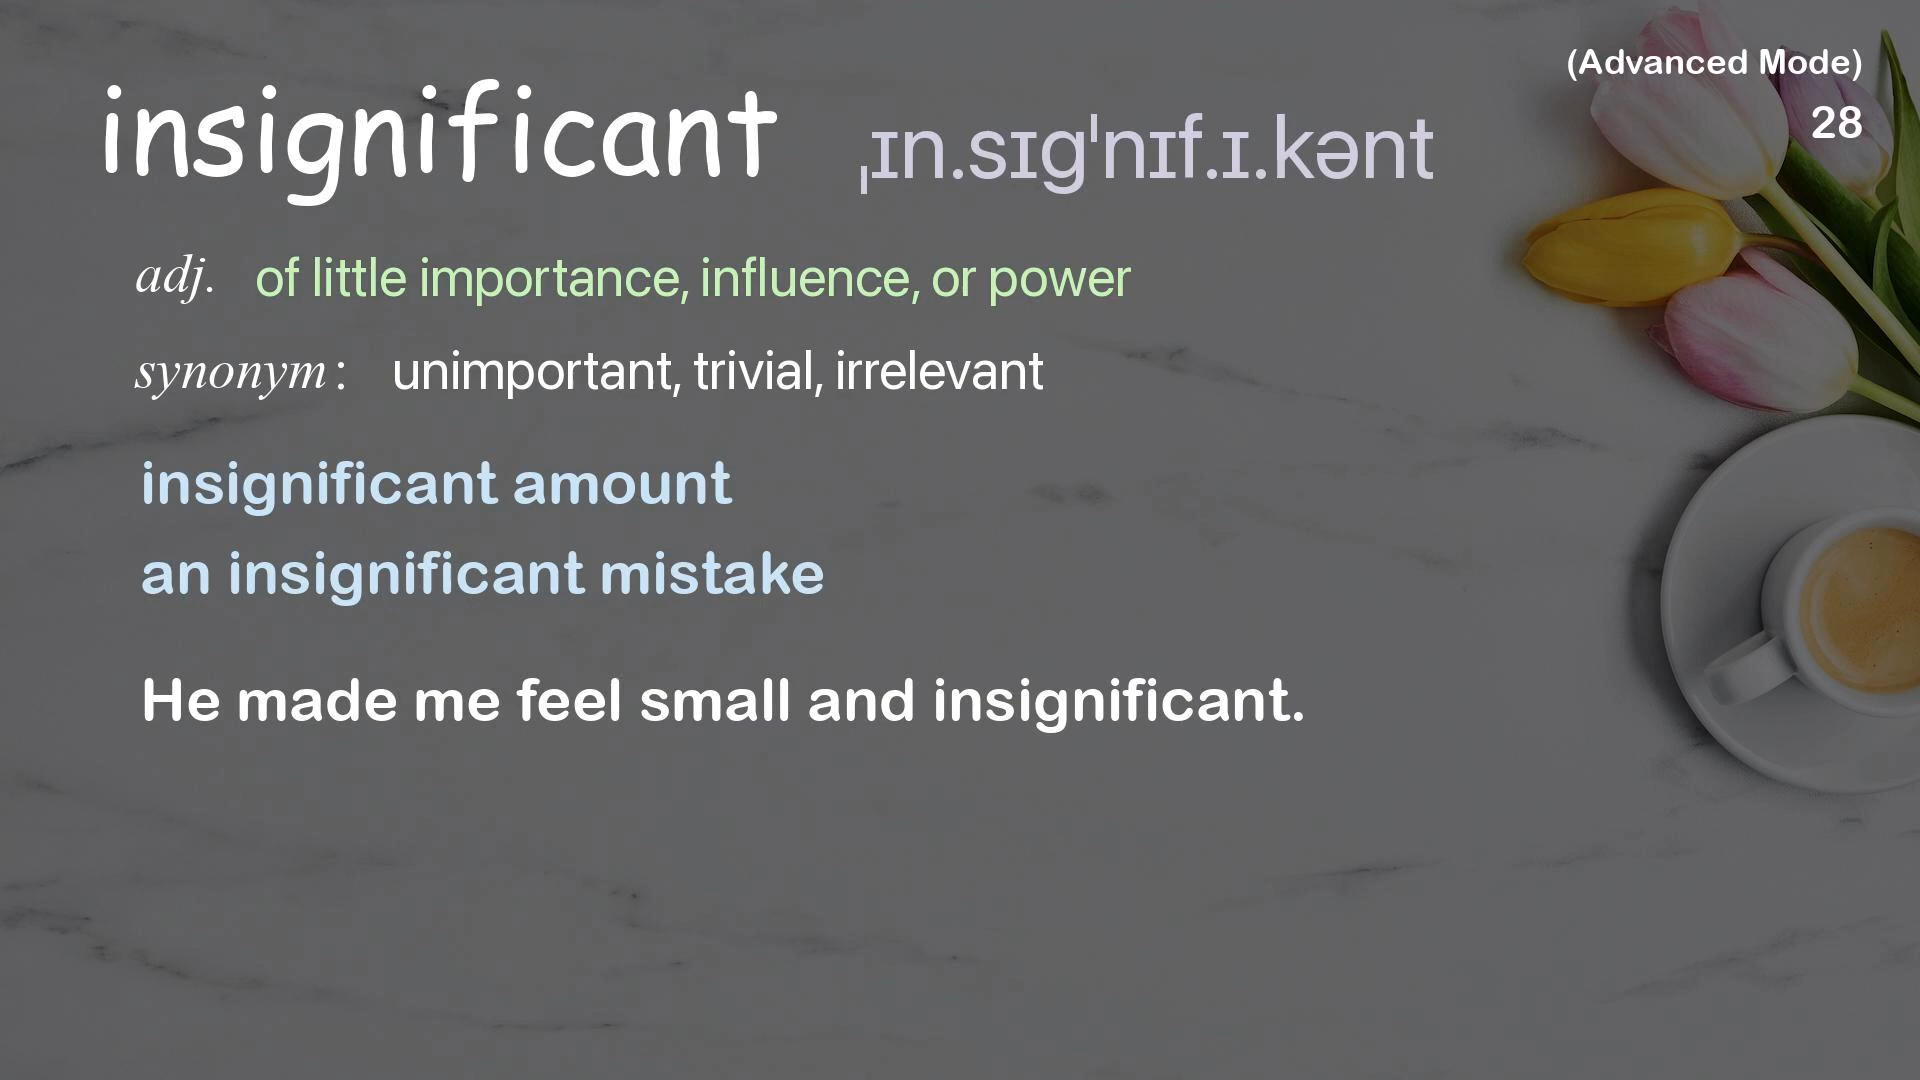 (Advanced Mode)
28
insignificant ˌɪn.sɪɡˈnɪf.ɪ.kənt
adj. of little importance, influence, or power
synonym: unimportant, trivial, irrelevant
insignificant amount
an insignificant mistake
He made me feel small and insignificant.